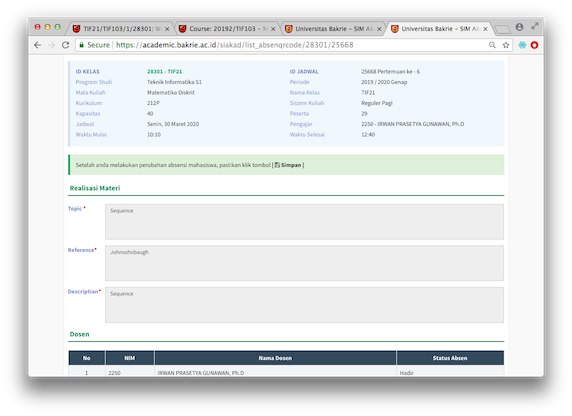 TIF21/TIF103/1/28301: W
Course: 20192/TIF103 –
Universitas Bakrie – SIM Ak
Universitas Bakrie – SIM Ak
Secure https://academic.bakrie.ac.id/siakad/list_absenqrcode/28301/25668
ID KELAS 28301 - TIF21 ID JADWAL 25668 Pertemuan ke - 6
Program Studi Teknik Informatika S1 Periode 2019 / 2020 Genap
Mata Kuliah Matematika Diskrit Nama Kelas TIF21
Kurikulum 212P Sistem Kuliah Reguler Pagi
Kapasitas 40 Peserta 29
Jadwal Senin, 30 Maret 2020 Pengajar 2250 - IRWAN PRASETYA GUNAWAN, Ph.D
Waktu Mulai 10:10 Waktu Selesai 12:40
Setelah anda melakukan perubahan absensi mahasiswa, pastikan klik tombol [ Simpan ]
Realisasi Materi
Topic * Sequence
Reference* Johnsohnbaugh
Description* Sequence
Dosen
No NIM Nama Dosen Status Absen
1 2250 IRWAN PRASETYA GUNAWAN, Ph.D Hadir